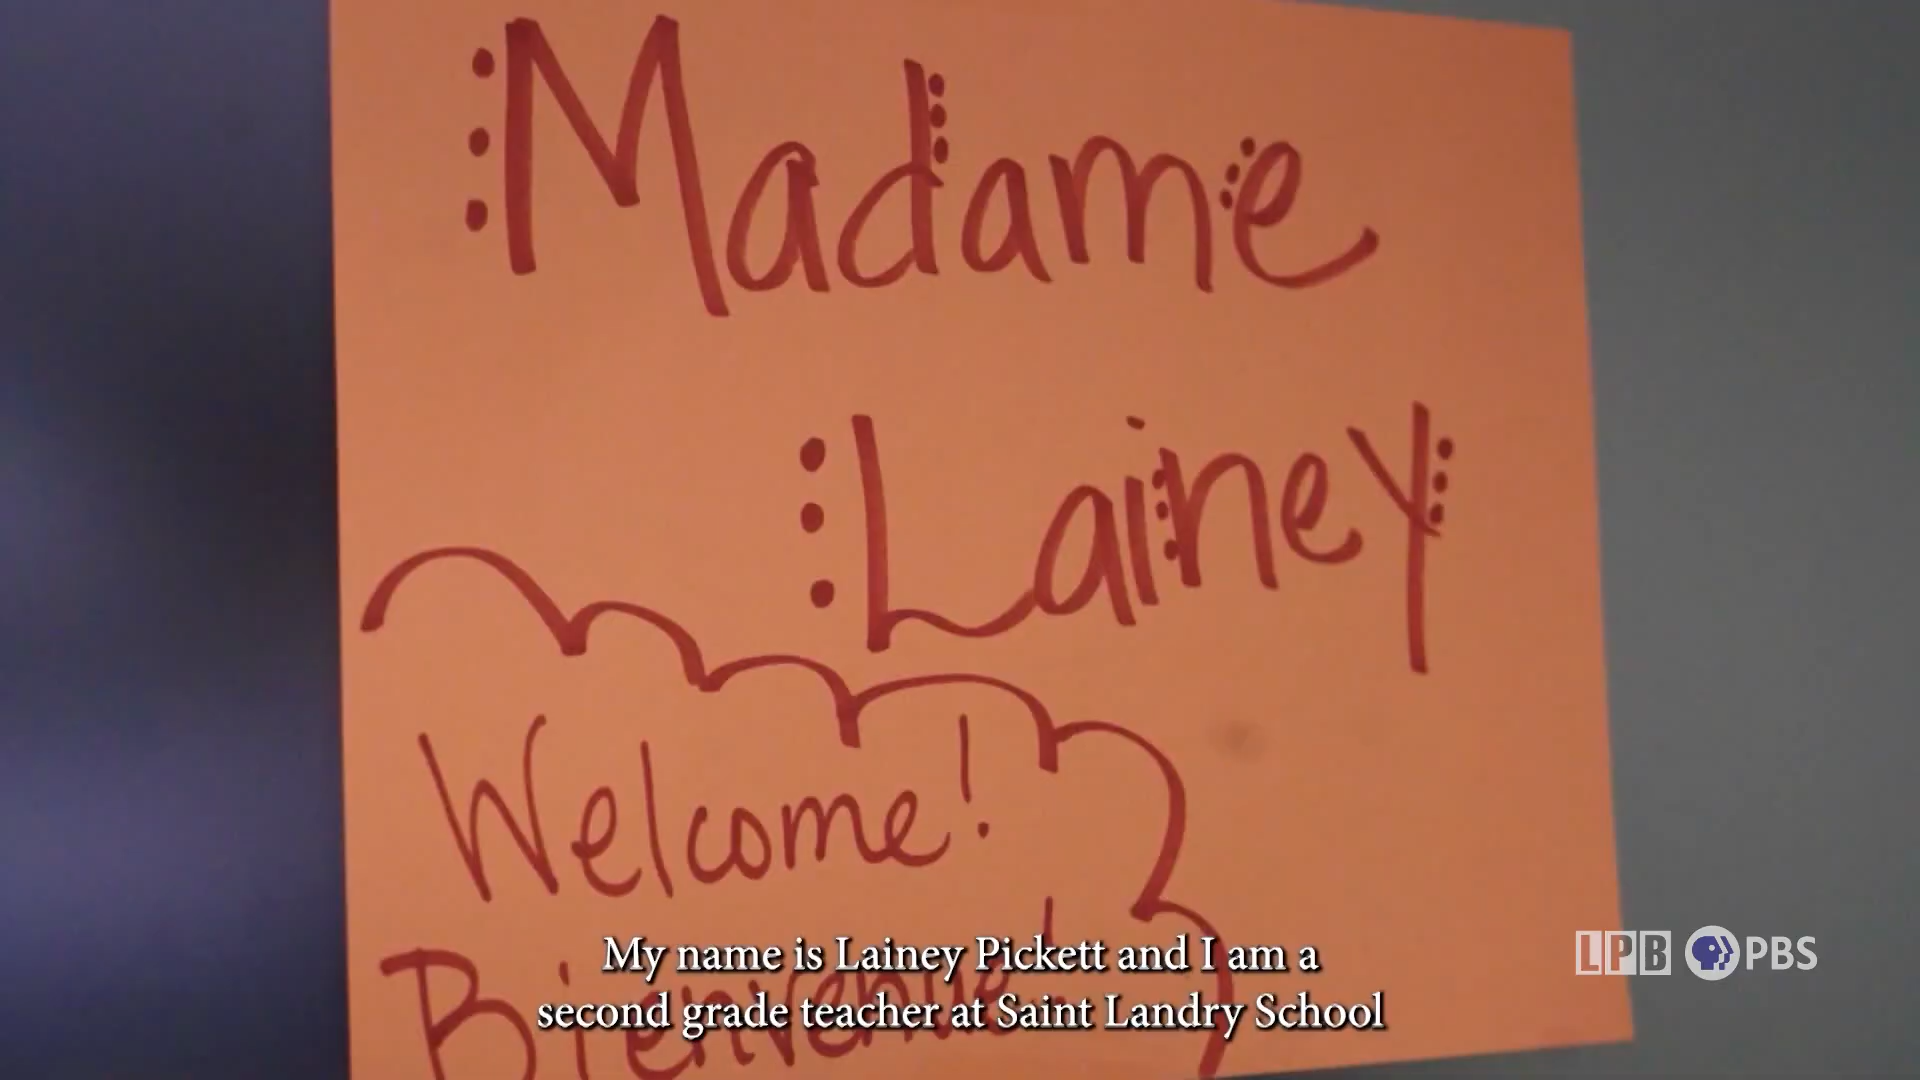 Madame
Lainey
Welcome!
Bienvenue!
My name is Lainey Pickett and I am a
second grade teacher at Saint Landry School
LPB PBS